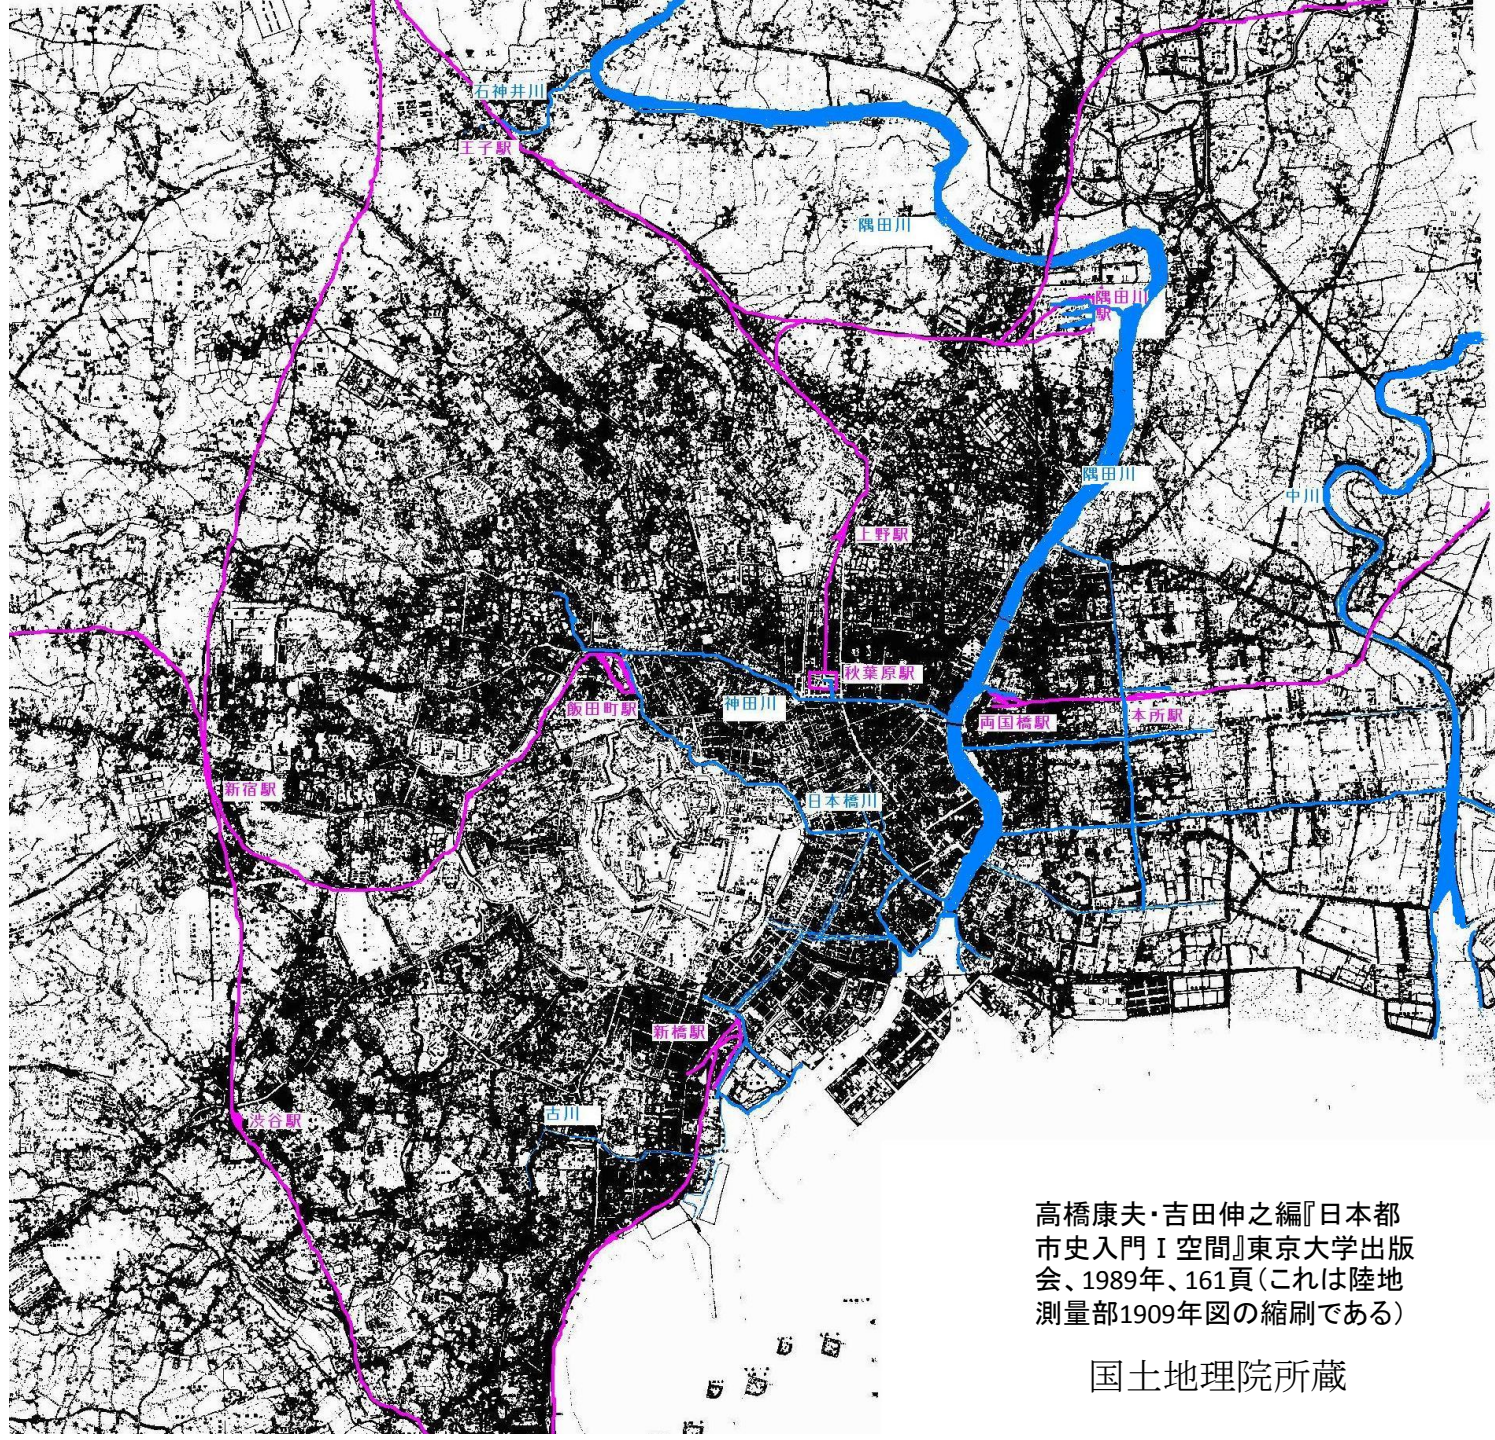 石神井川
王子駅
隅田川
隅田川
駅
隅田川
中川
上野駅
秋葉原駅
飯田町駅
神田川
両国橋駅
本所駅
新宿駅
日本橋川
新橋駅
古川
渋谷駅
高橋康夫・吉田伸之編『日本都
市史入門Ⅰ空間』東京大学出版
会、1989年、161頁（これは陸地
測量部1909年図の縮刷である）
国土地理院所蔵